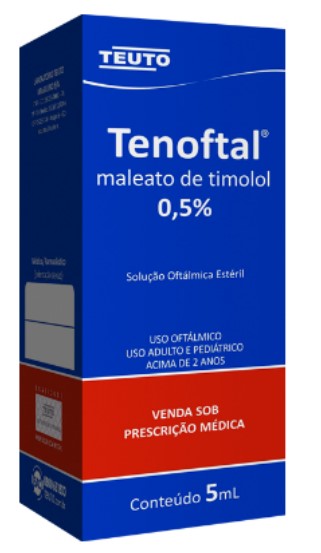 TEUTO
Tenoftal®
maleato de timolol
0,5%
Solução Oftálmica Estéril
USO OFTÁLMICO
USO ADULTO E PEDIÁTRICO
ACIMA DE 2 ANOS
VENDA SOB
PRESCRIÇÃO MÉDICA
Conteúdo 5mL
TEUTO